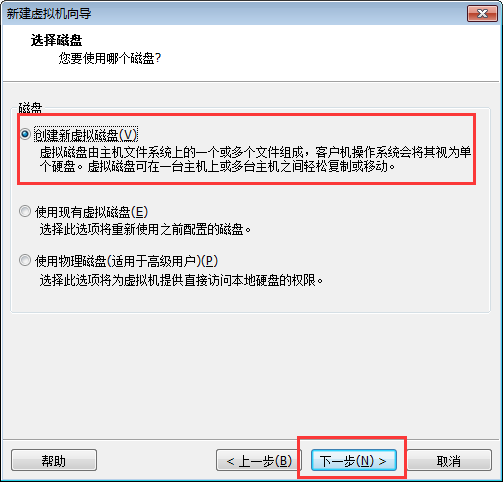 新建虚拟机向导
选择磁盘
您要使用哪个磁盘?
磁盘
创建新虚拟磁盘(V)
虚拟磁盘由主机文件系统上的一个或多个文件组成，客户机操作系统会将其视为单
个硬盘。虚拟磁盘可在一台主机上或多台主机之间轻松复制或移动。
使用现有虚拟磁盘(E)
选择此选项将重新使用之前配置的磁盘。
使用物理磁盘(适用于高级用户)(P)
选择此选项将为虚拟机提供直接访问本地硬盘的权限。
帮助
< 上一步(B)
下一步(N) >
取消